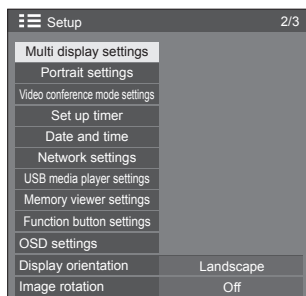 Setup 2/3
Multi display settings
Portrait settings
Video conference mode settings
Set up timer
Date and time
Network settings
USB media player settings
Memory viewer settings
Function button settings
OSD settings
Display orientation Landscape
Image rotation Off